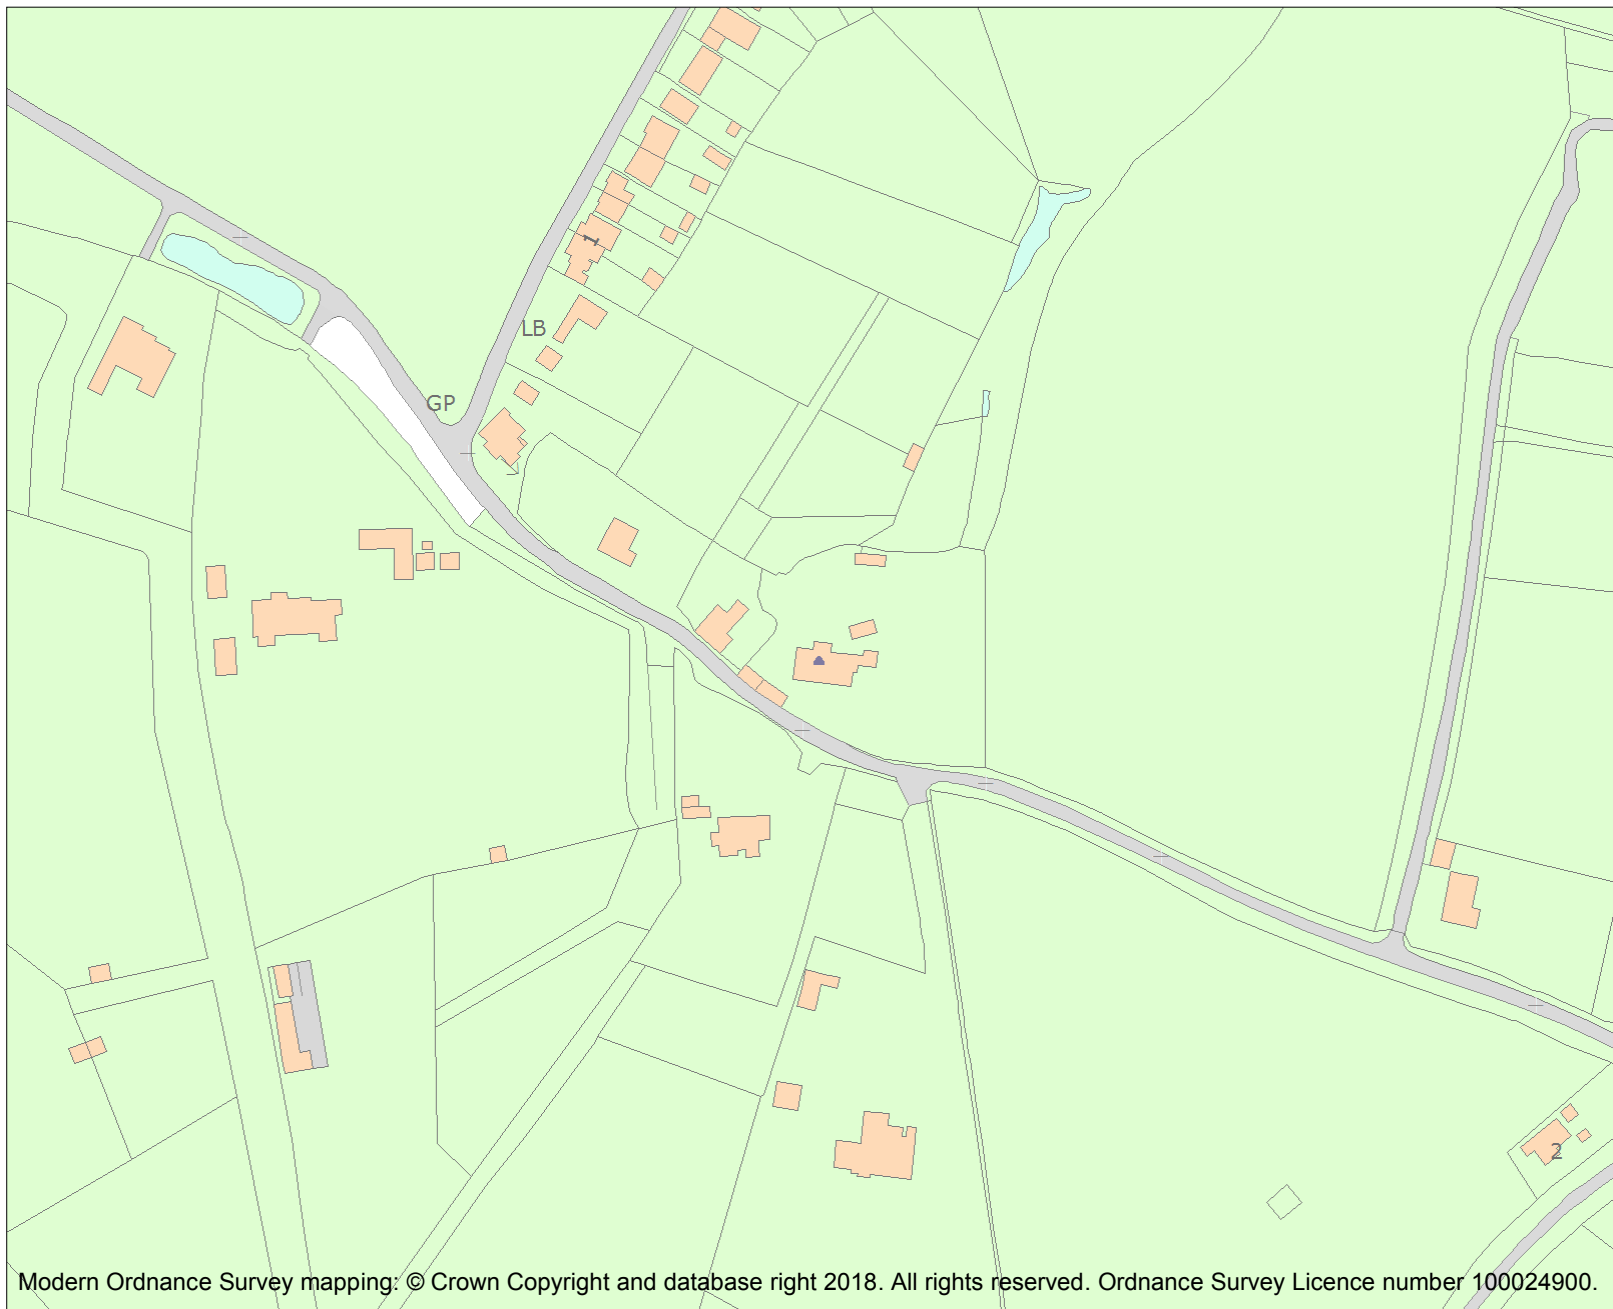 1
LB
GP
2
Modern Ordnance Survey mapping: © Crown Copyright and database right 2018. All rights reserved. Ordnance Survey Licence number 100024900.